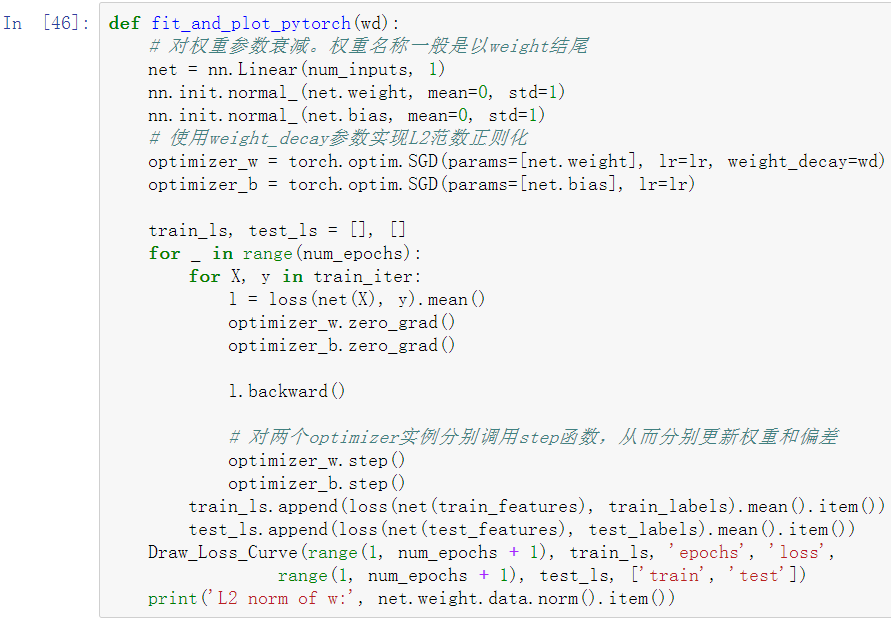 In [46]: def fit_and_plot_pytorch(wd):
    # 对权重参数衰减。权重名称一般是以weight结尾
    net = nn.Linear(num_inputs, 1)
    nn.init.normal_(net.weight, mean=0, std=1)
    nn.init.normal_(net.bias, mean=0, std=1)
    # 使用weight_decay参数实现L2范数正则化
    optimizer_w = torch.optim.SGD(params=[net.weight], lr=lr, weight_decay=wd)
    optimizer_b = torch.optim.SGD(params=[net.bias], lr=lr)

    train_ls, test_ls = [], []
    for _ in range(num_epochs):
        for X, y in train_iter:
            l = loss(net(X), y).mean()
            optimizer_w.zero_grad()
            optimizer_b.zero_grad()

            l.backward()

            # 对两个optimizer实例分别调用step函数，从而分别更新权重和偏差
            optimizer_w.step()
            optimizer_b.step()
        train_ls.append(loss(net(train_features), train_labels).mean().item())
        test_ls.append(loss(net(test_features), test_labels).mean().item())
    Draw_Loss_Curve(range(1, num_epochs + 1), train_ls, 'epochs', 'loss',
                 range(1, num_epochs + 1), test_ls, ['train', 'test'])
    print('L2 norm of w:', net.weight.data.norm().item())